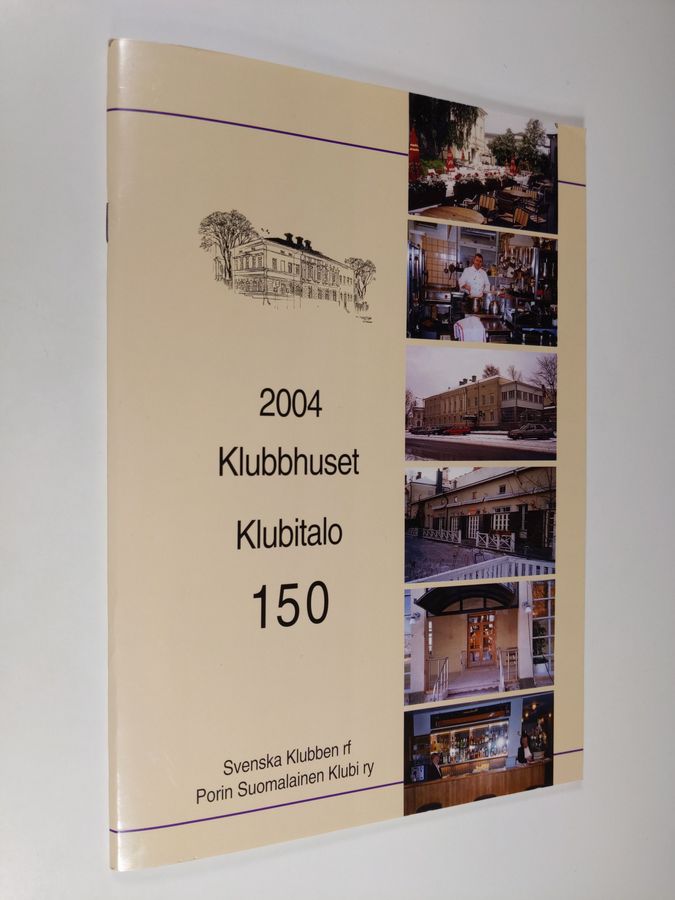 2004
Klubbhuset
Klubitalo
150
Svenska Klubben rf
Porin Suomalainen Klubi ry